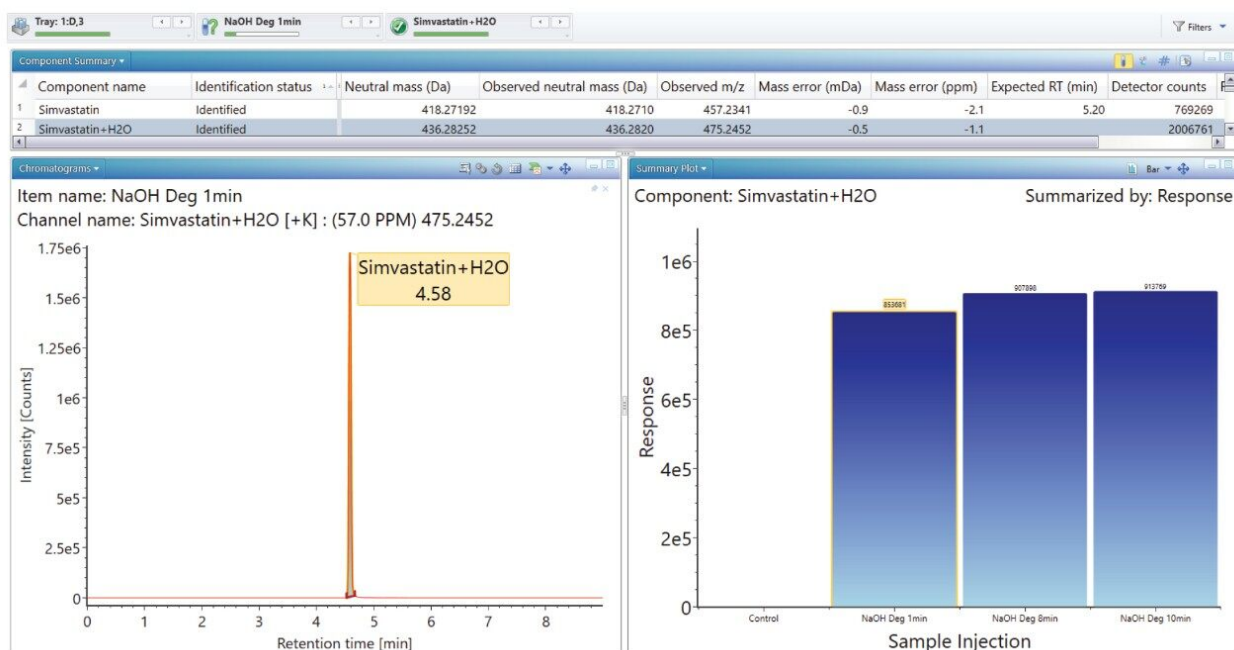 Tray: 1:D,3
NaOH Deg 1min
Simvastatin+H2O
Filters
Component Summary
Component name Identification status Neutral mass (Da) Observed neutral mass (Da) Observed m/z Mass error (mDa) Mass error (ppm) Expected RT (min) Detector counts
1 Simvastatin Identified 418.27192 418.2710 457.2341 -0.9 -2.1 5.20 769269
2 Simvastatin+H2O Identified 436.28252 436.2820 475.2452 -0.5 -1.1 2006761
Chromatograms
Item name: NaOH Deg 1min
Channel name: Simvastatin+H2O [+K] : (57.0 PPM) 475.2452
1.75e6
1.5e6
1.25e6
1e6
7.5e5
5e5
2.5e5
0
Intensity [Counts]
Simvastatin+H2O
4.58
0 1 2 3 4 5 6 7 8
Retention time [min]
Summary Plot
Bar
Component: Simvastatin+H2O Summarized by: Response
1e6
8e5
6e5
4e5
2e5
0
Response
853681
907898
913769
Control NaOH Deg 1min NaOH Deg 8min NaOH Deg 10min
Sample Injection